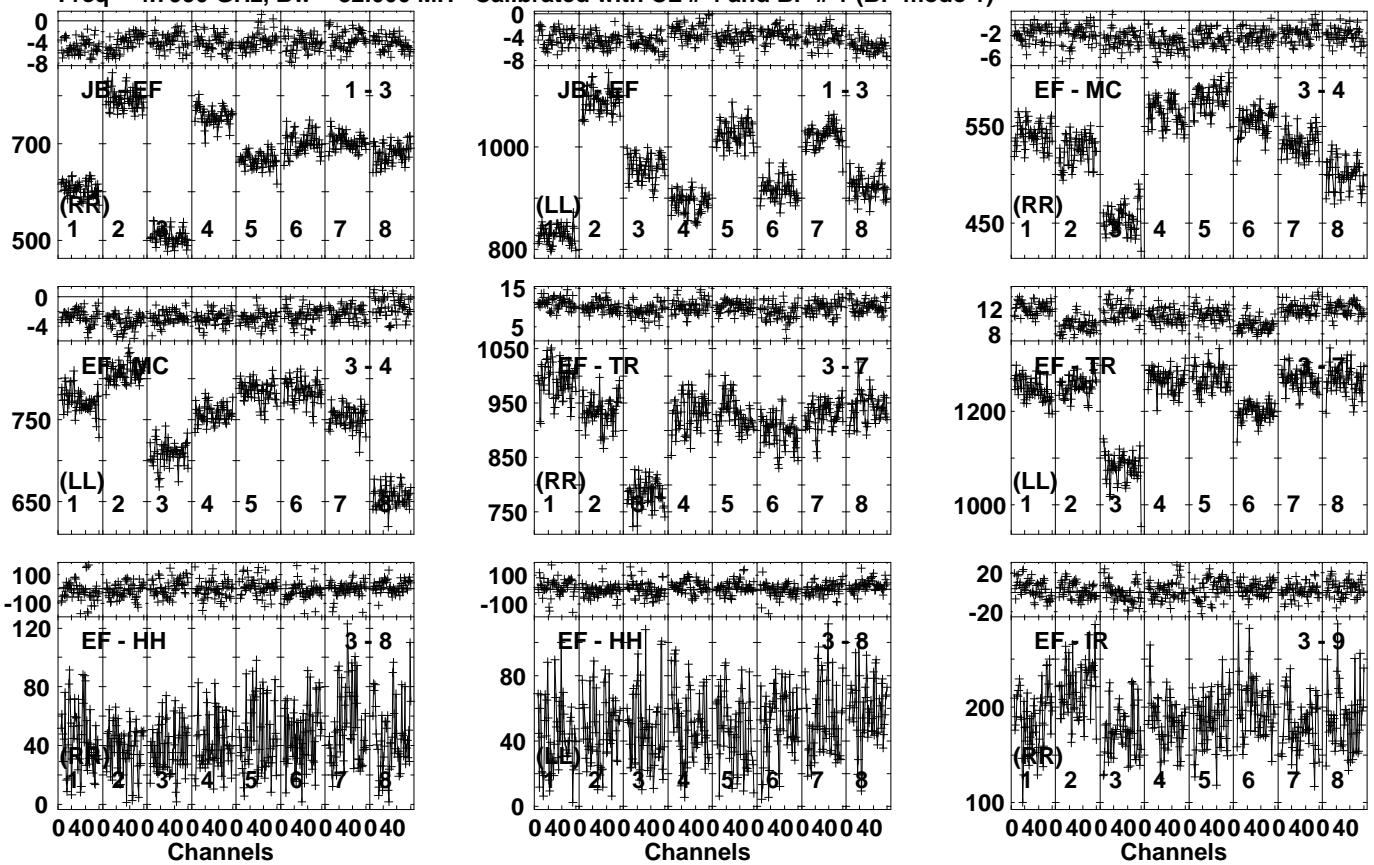 0 -4 -8
JB - EF 1 - 3
700
500
(RR)
1 2 3 4 5 6 7 8
0 -4 -8
JB - EF 1 - 3
1000
800
(LL)
1 2 3 4 5 6 7 8
-2 -6
EF - MC 3 - 4
550
450
(RR)
1 2 3 4 5 6 7 8
0 -4
EF - MC 3 - 4
750
650
(LL)
1 2 3 4 5 6 7 8
15 5
EF - TR 3 - 7
1050
950
850
750
(RR)
1 2 3 4 5 6 7 8
12 8
EF - TR 3 - 7
1200
1000
(LL)
1 2 3 4 5 6 7 8
100 -100
EF - HH 3 - 8
120
80
40
0
(RR)
1 2 3 4 5 6 7 8
0 40 0 40 0 40 0 40 0 40 0 40 0 40 0 40
Channels
100 -100
EF - HH 3 - 8
80
40
0
(LL)
1 2 3 4 5 6 7 8
0 40 0 40 0 40 0 40 0 40 0 40 0 40 0 40
Channels
20 -20
EF - IR 3 - 9
200
100
(RR)
1 2 3 4 5 6 7 8
0 40 0 40 0 40 0 40 0 40 0 40 0 40 0 40
Channels